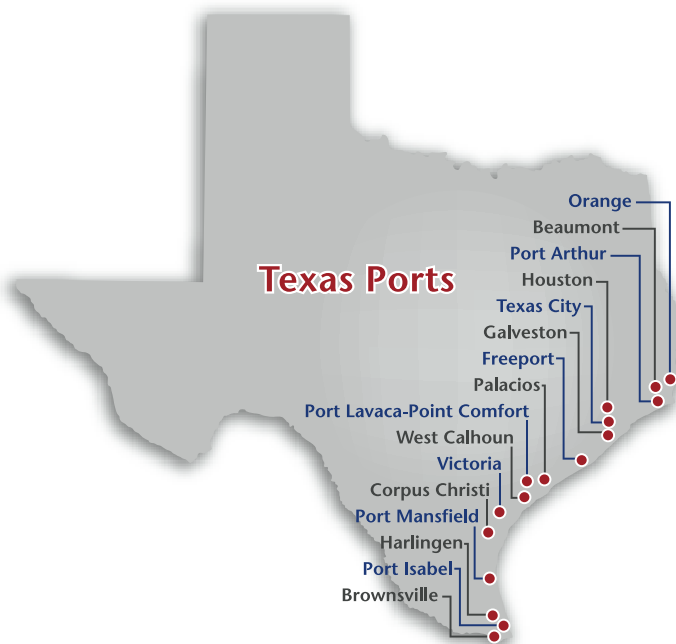 Orange
Beaumont
Port Arthur
Texas Ports
Houston
Texas City
Galveston
Freeport
Palacios
Port Lavaca-Point Comfort
West Calhoun
Victoria
Corpus Christi
Port Mansfield
Harlingen
Port Isabel
Brownsville